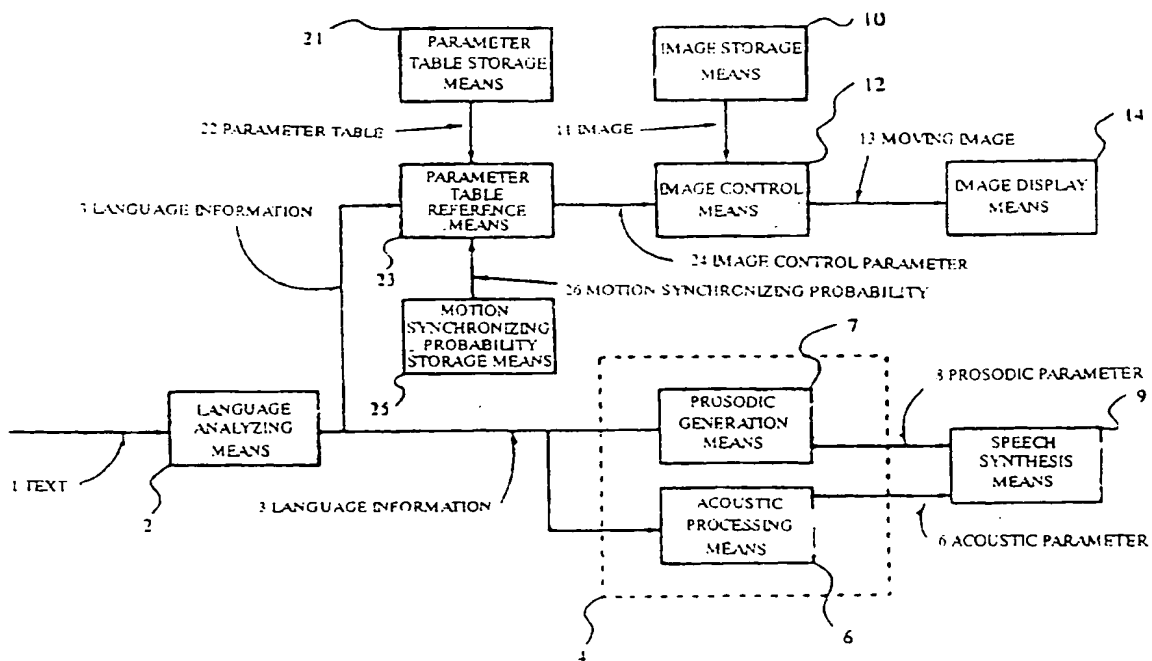 21
PARAMETER
TABLE STORAGE
MEANS
10
IMAGE STORAGE
MEANS
12
14
22 PARAMETER TABLE
11 IMAGE
13 MOVING IMAGE
PARAMETER
TABLE
REFERENCE
MEANS
IMAGE CONTROL
MEANS
IMAGE DISPLAY
MEANS
3 LANGUAGE INFORMATION
23
24 IMAGE CONTROL PARAMETER
26 MOTION SYNCHRONIZING PROBABILITY
MOTION
SYNCHRONIZING
PROBABILITY
STORAGE MEANS
25
7
8 PROSODIC PARAMETER
9
LANGUAGE
ANALYZING
MEANS
PROSODIC
GENERATION
MEANS
SPEECH
SYNTHESIS
MEANS
1 TEXT
2
3 LANGUAGE INFORMATION
ACOUSTIC
PROCESSING
MEANS
6 ACOUSTIC PARAMETER
6
4